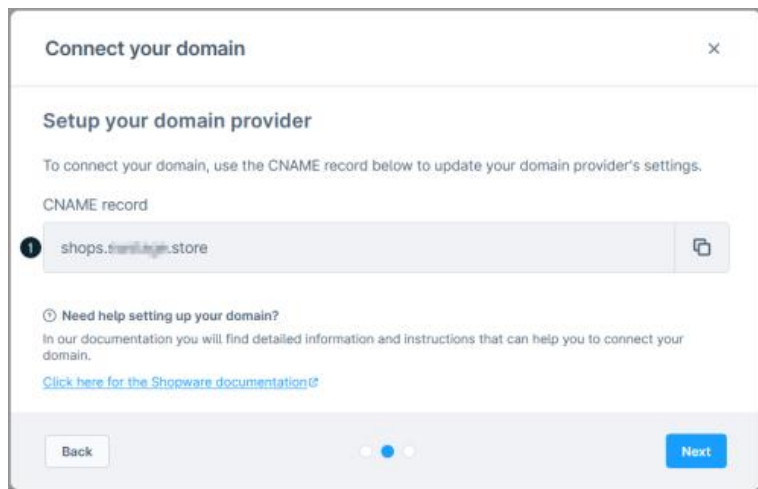 Connect your domain
Setup your domain provider
To connect your domain, use the CNAME record below to update your domain provider's settings.
CNAME record
1
shops. .store
Need help setting up your domain?
In our documentation you will find detailed information and instructions that can help you to connect your
domain.
Click here for the Shopware documentation
Back
Next